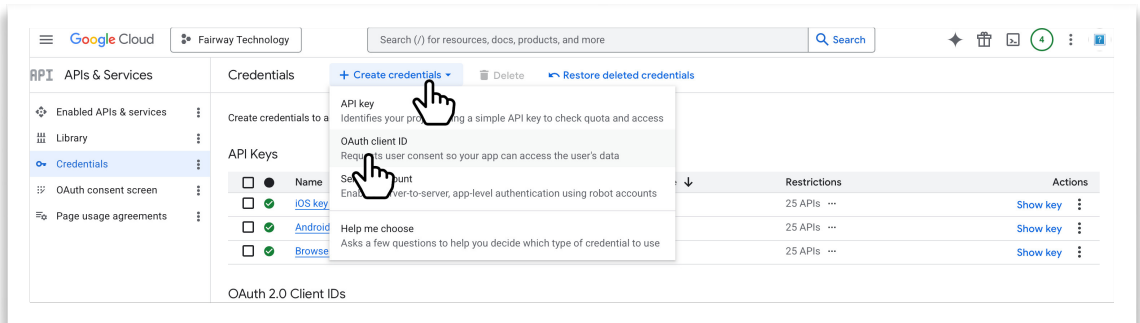 Google Cloud
Fairway Technology
Search (/) for resources, docs, products, and more
Search
4
?
API APIs & Services
Credentials
+ Create credentials
Delete
Restore deleted credentials
Enabled APIs & services
Library
Credentials
OAuth consent screen
Page usage agreements
Create credentials to a
API key
Identifies your a simple API key to check quota and access
OAuth client ID
Requests user consent so your app can access the user's data
Enab ver-to-server, app-level authentication using robot accounts
Help me choose
Asks a few questions to help you decide which type of credential to use
API Keys
Name
Restrictions
Actions
iOS key
25 APIs ...
Show key
Android
25 APIs ...
Show key
Browse
25 APIs ...
Show key
OAuth 2.0 Client IDs